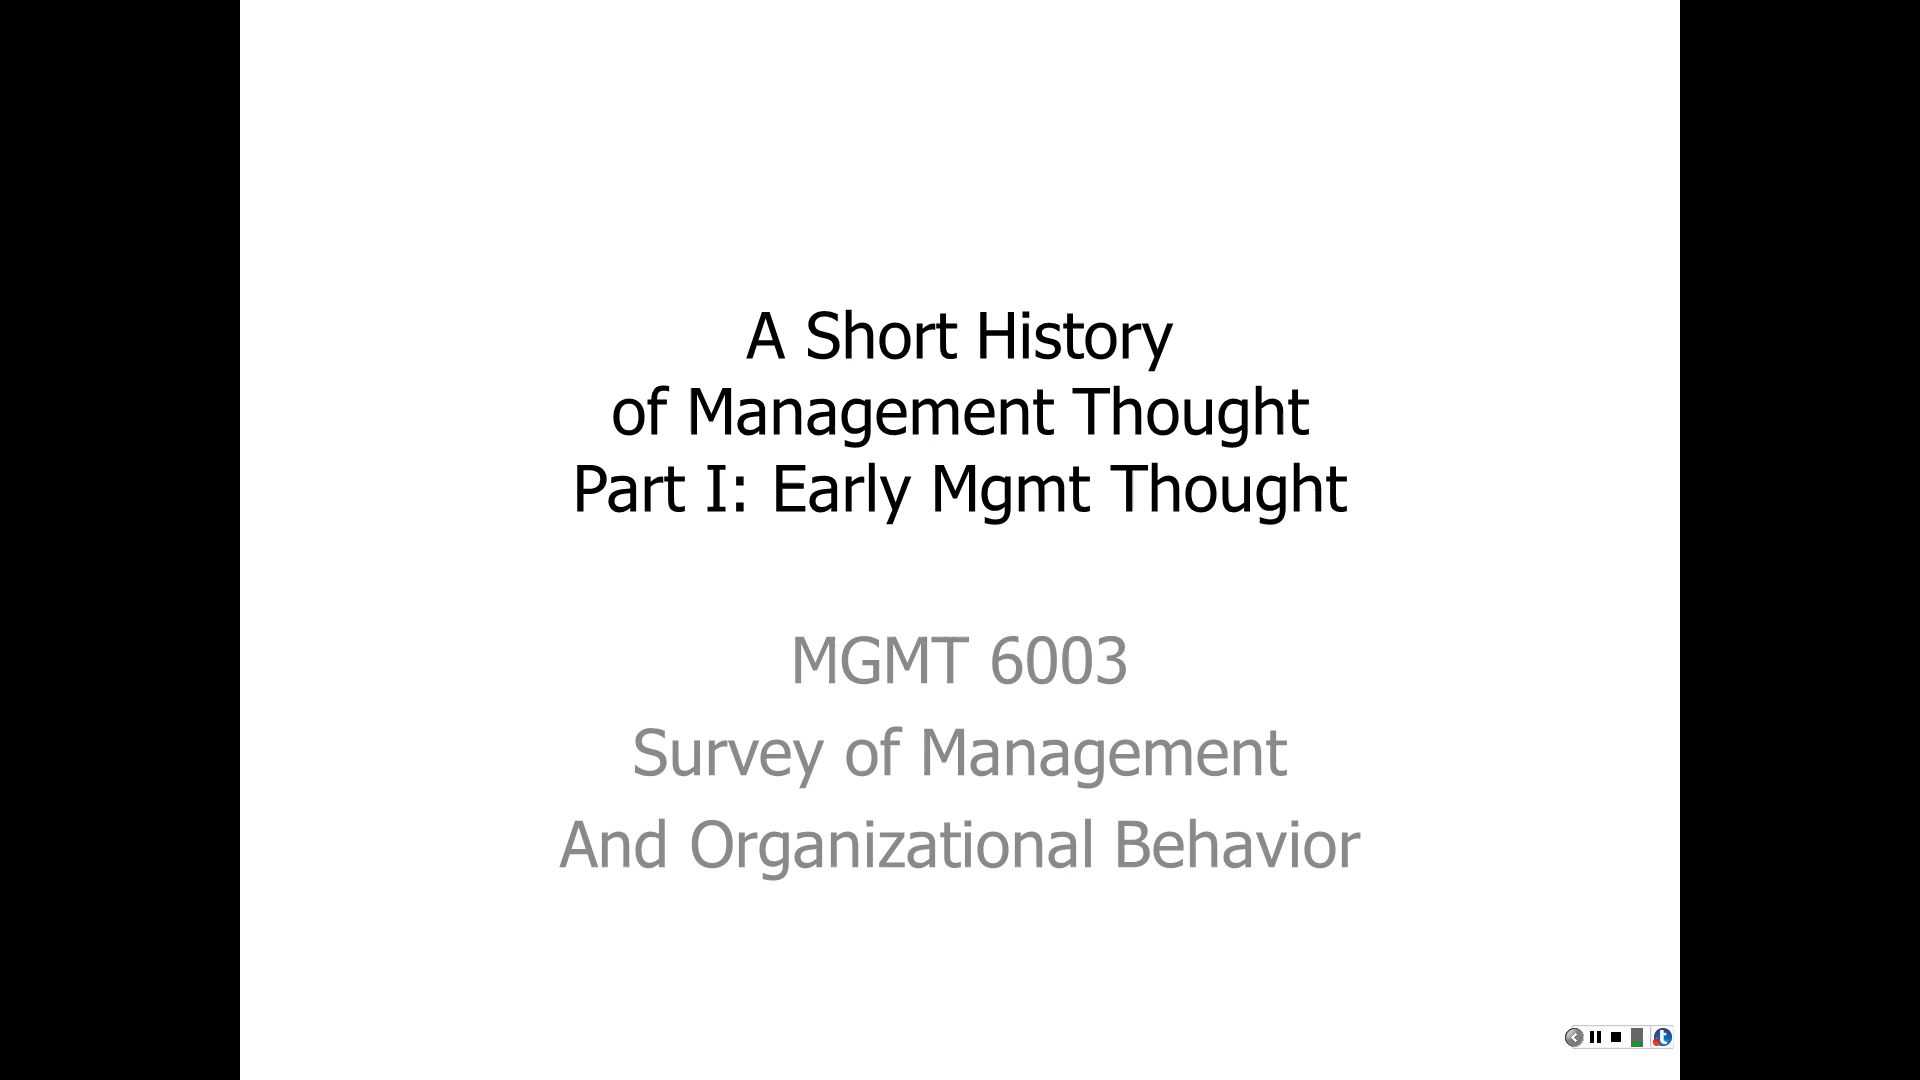 A Short History
of Management Thought
Part I: Early Mgmt Thought
MGMT 6003
Survey of Management
And Organizational Behavior
t